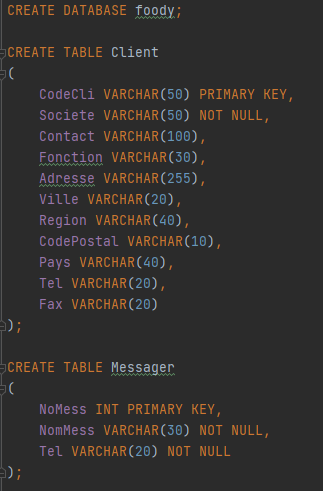 CREATE DATABASE foody;
CREATE TABLE Client
(
CodeCli VARCHAR(50) PRIMARY KEY,
Societe VARCHAR(50) NOT NULL,
Contact VARCHAR(100),
Fonction VARCHAR(30),
Adresse VARCHAR(255),
Ville VARCHAR(20),
Region VARCHAR(40),
CodePostal VARCHAR(10),
Pays VARCHAR(40),
Tel VARCHAR(20),
Fax VARCHAR(20)
);
CREATE TABLE Messager
(
NoMess INT PRIMARY KEY,
NomMess VARCHAR(30) NOT NULL,
Tel VARCHAR(20) NOT NULL
);